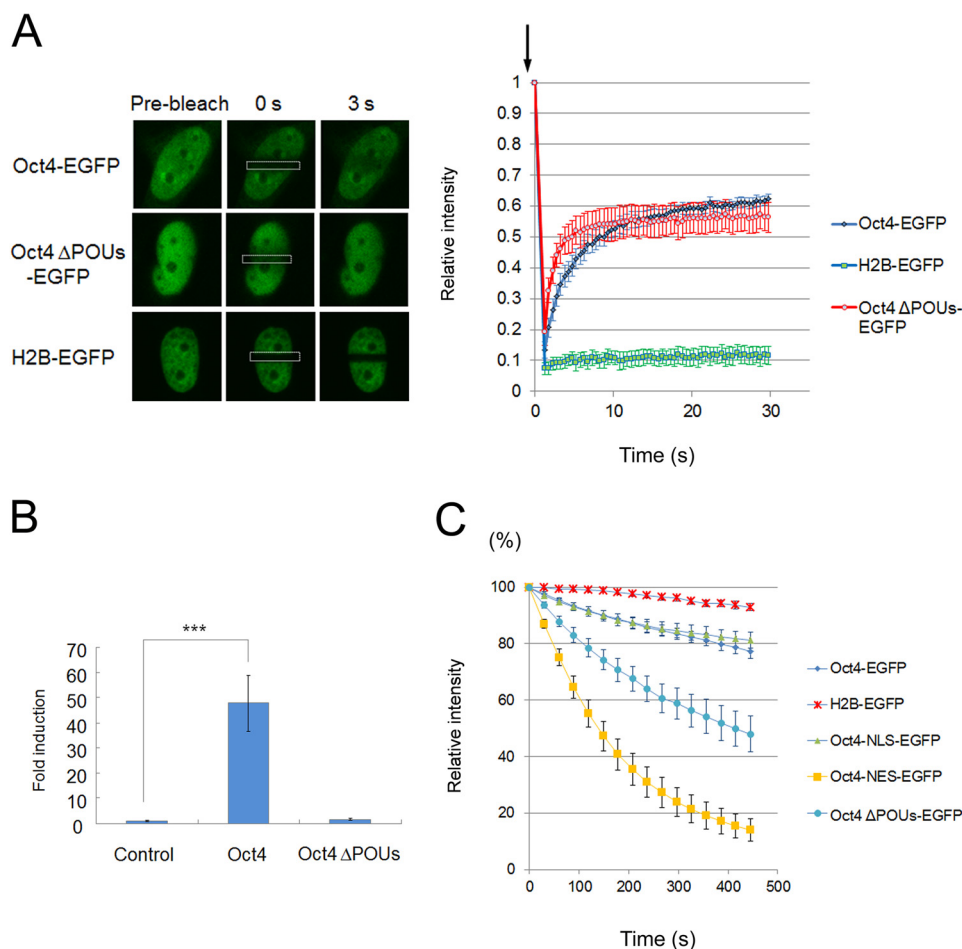 A
Pre-bleach 0 s 3 s
Oct4-EGFP
Oct4 ΔPOUs
-EGFP
H2B-EGFP
Relative intensity
1
0.9
0.8
0.7
0.6
0.5
0.4
0.3
0.2
0.1
0
0 10 20 30
Time (s)
Oct4-EGFP
H2B-EGFP
Oct4 ΔPOUs-
EGFP
B
Fold induction
70
60
50
40
30
20
10
0
***
Control Oct4 Oct4 ΔPOUs
C
(%)
Relative intensity
100
80
60
40
20
0
0 100 200 300 400 500
Time (s)
Oct4-EGFP
H2B-EGFP
Oct4-NLS-EGFP
Oct4-NES-EGFP
Oct4 ΔPOUs-EGFP